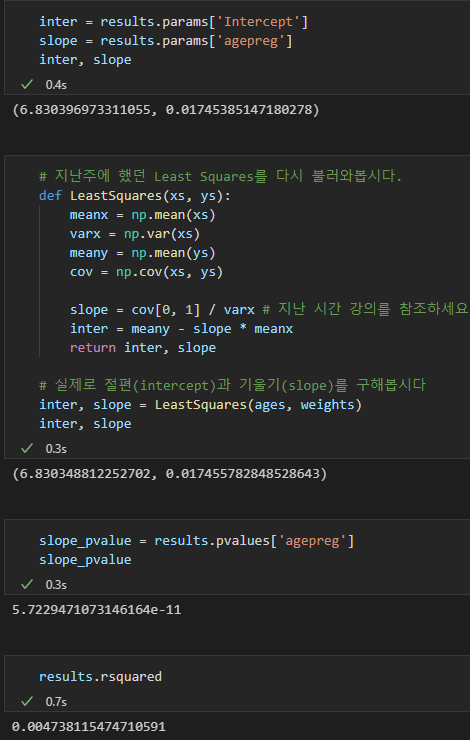 inter = results.params['Intercept']
slope = results.params['agepreg']
inter, slope
0.4s
(6.830396973311055, 0.01745385147180278)
# 지난주에 했던 Least Squares를 다시 불러와봅시다.
def LeastSquares(xs, ys):
meanx = np.mean(xs)
varx = np.var(xs)
meany = np.mean(ys)
cov = np.cov(xs, ys)
slope = cov[0, 1] / varx # 지난 시간 강의를 참조하세요
inter = meany - slope * meanx
return inter, slope
# 실제로 절편(intercept)과 기울기(slope)를 구해봅시다
inter, slope = LeastSquares(ages, weights)
inter, slope
0.3s
(6.830348812252702, 0.017455782848528643)
slope_pvalue = results.pvalues['agepreg']
slope_pvalue
0.3s
5.7229471073146164e-11
results.rsquared
0.7s
0.004738115474710591